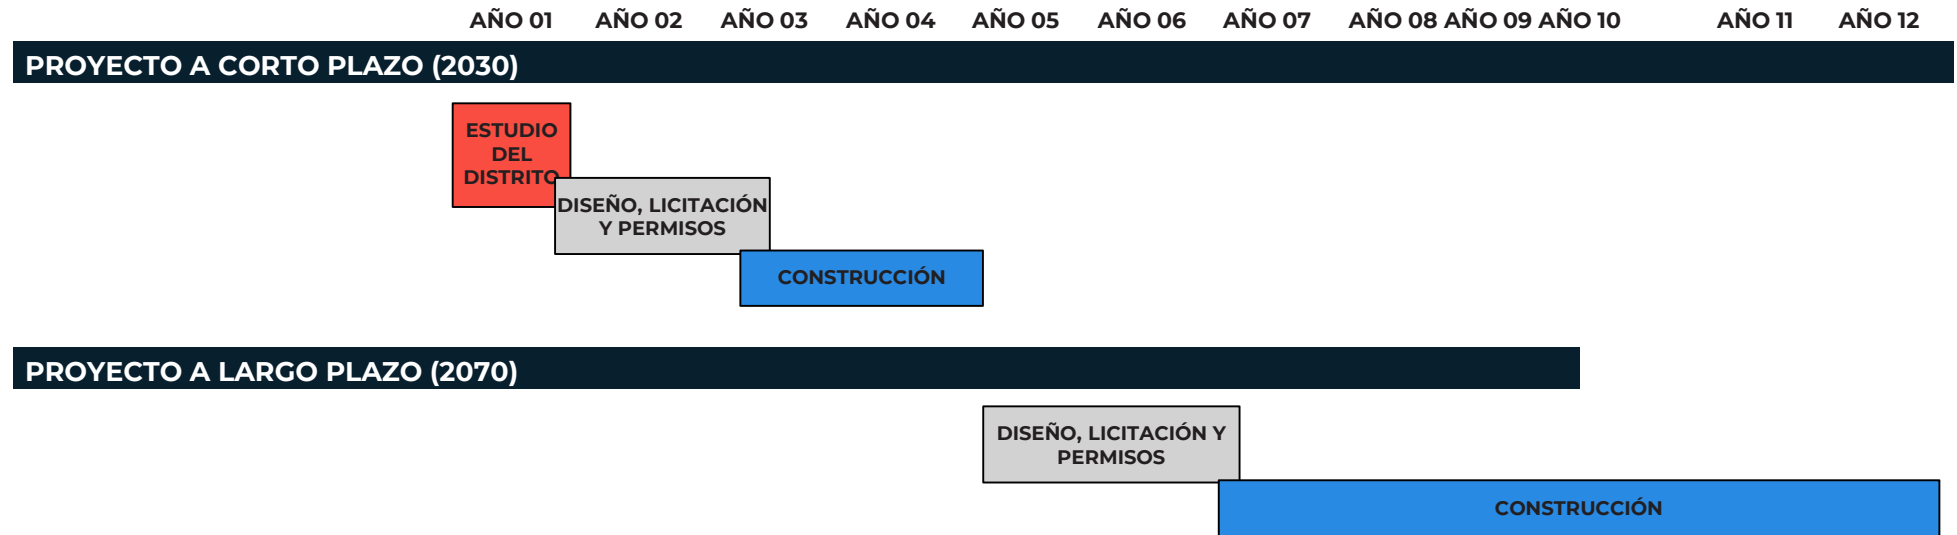 AÑO 01 AÑO 02 AÑO 03 AÑO 04 AÑO 05 AÑO 06 AÑO 07 AÑO 08 AÑO 09 AÑO 10 AÑO 11 AÑO 12
PROYECTO A CORTO PLAZO (2030)
ESTUDIO
DEL
DISTRITO
DISEÑO, LICITACIÓN
Y PERMISOS
CONSTRUCCIÓN
PROYECTO A LARGO PLAZO (2070)
DISEÑO, LICITACIÓN Y
PERMISOS
CONSTRUCCIÓN